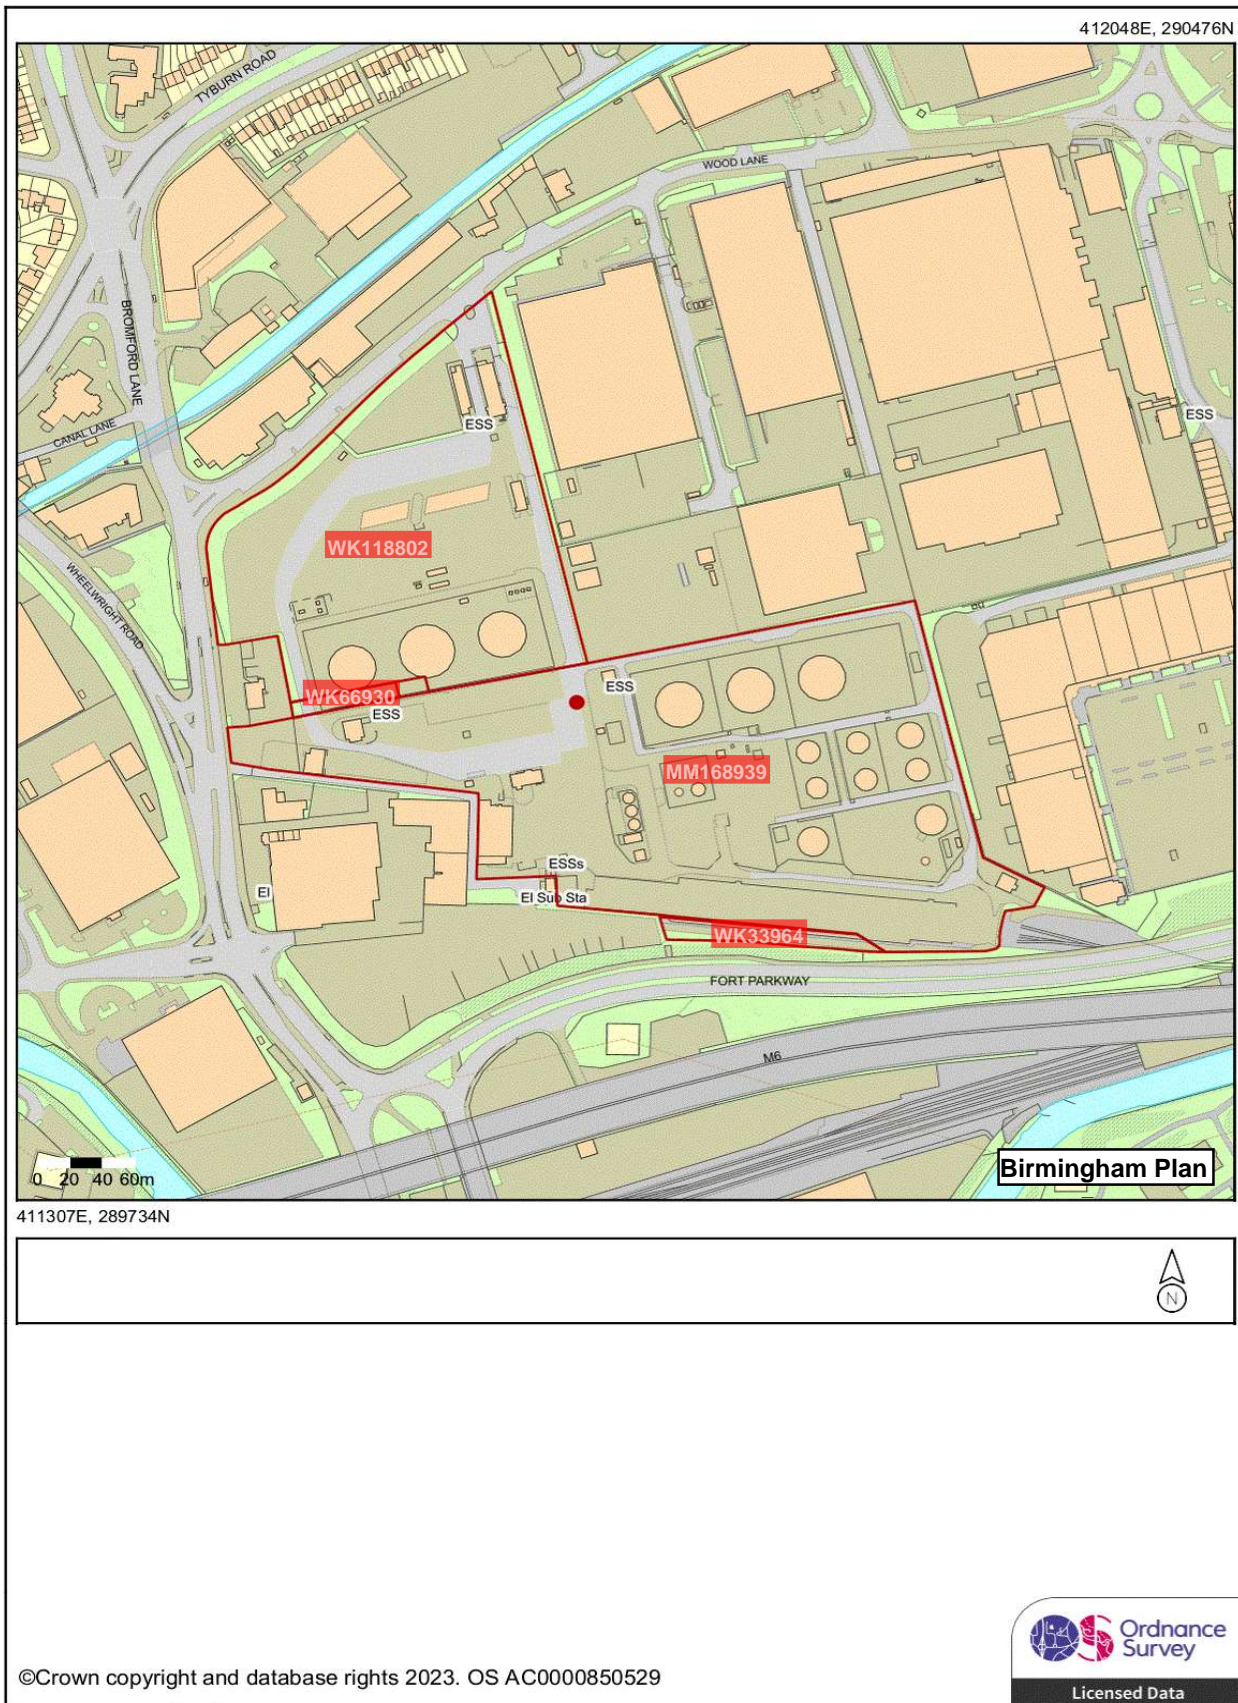 412048E, 290476N
TYBURN ROAD
WOOD LANE
BROMFORD LANE
CANAL LANE
ESS
ESS
WK118802
WHEELWRIGHT ROAD
WK66930
ESS
ESS
MM168939
ESSs
El
El Sub Sta
WK33964
FORT PARKWAY
M6
0 20 40 60m
Birmingham Plan
411307E, 289734N
N
Ordnance
Survey
©Crown copyright and database rights 2023. OS AC0000850529
Licensed Data